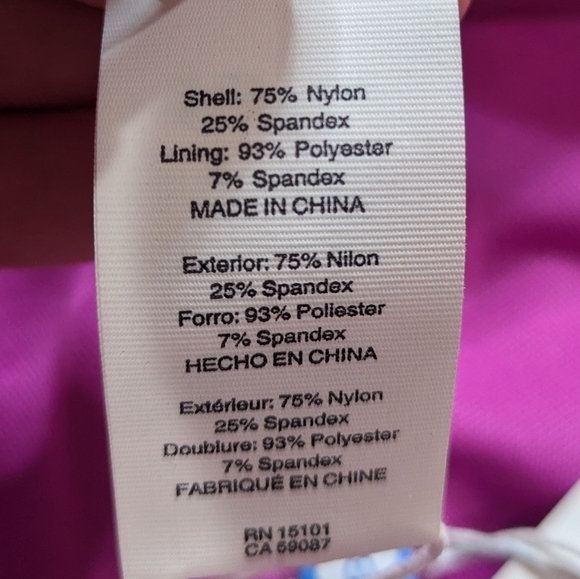 Shell: 75% Nylon
25% Spandex
Lining: 93% Polyester
7% Spandex
MADE IN CHINA
Exterior: 75% Nilon
25% Spandex
Forro: 93% Poliester
7% Spandex
HECHO EN CHINA
Extérieur: 75% Nylon
25% Spandex
Doublure: 93% Polyester
7% Spandex
FABRIQUÉ EN CHINE
RN 15101
CA 59087